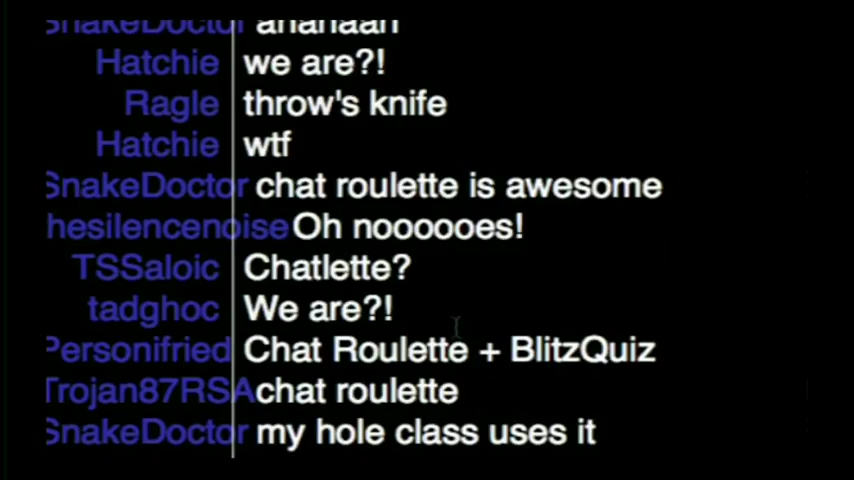 SnakeDoctor ahahaah
Hatchie we are?!
Ragle throw's knife
Hatchie wtf
SnakeDoctor chat roulette is awesome
hesilencenoise Oh noooooes!
TSSaloic Chatlette?
tadghoc We are?!
Personifried Chat Roulette + BlitzQuiz
Trojan87RSA chat roulette
SnakeDoctor my hole class uses it